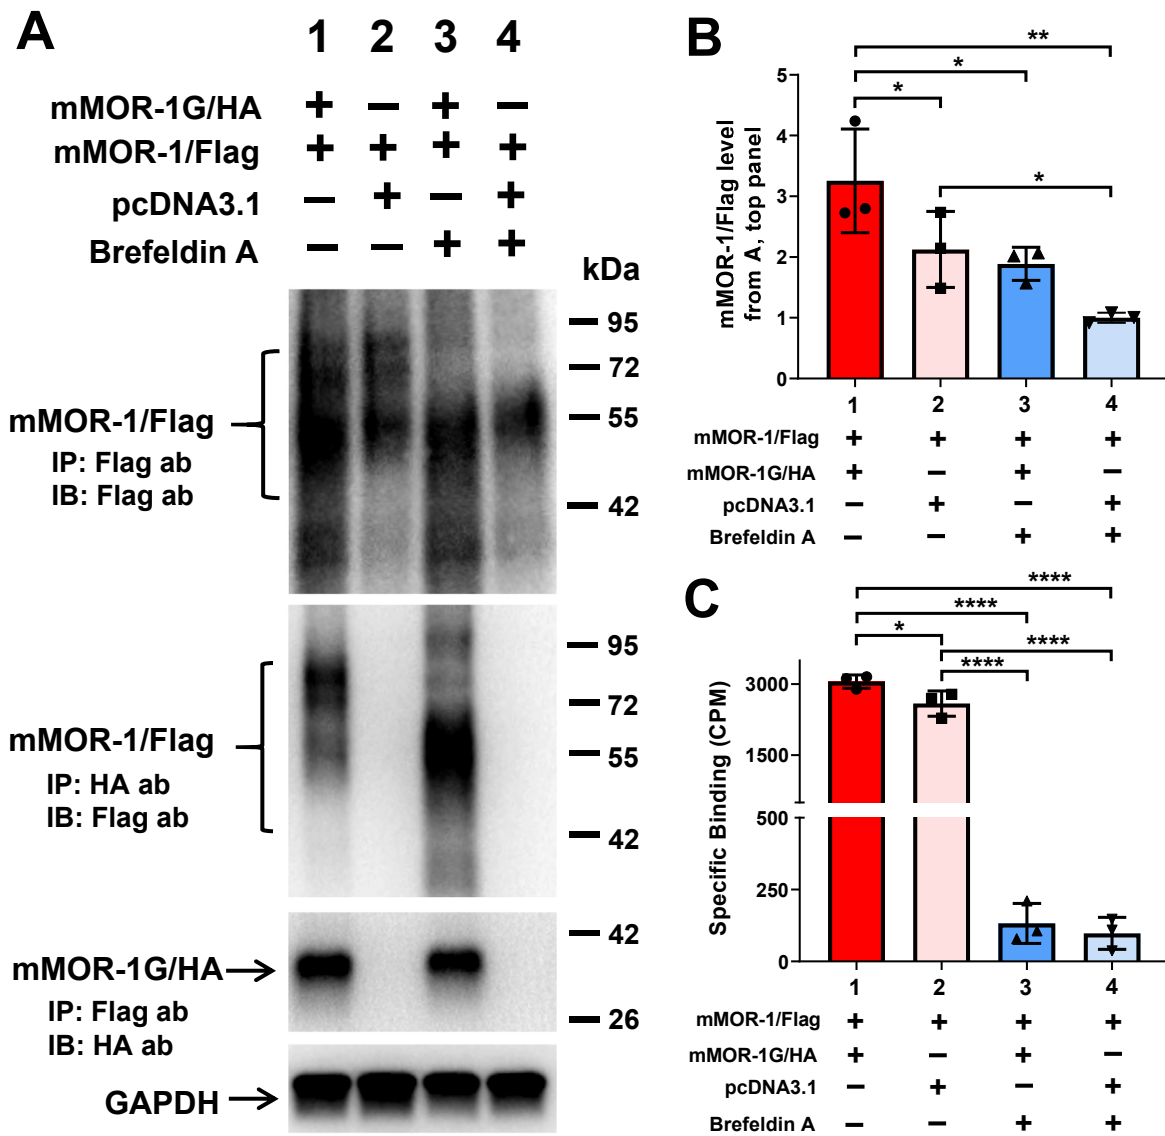 A
1 2 3 4
mMOR-1G/HA + — + —
mMOR-1/Flag + + + +
pcDNA3.1 — + — +
Brefeldin A — — + +
kDa
95
72
mMOR-1/Flag
55
IP: Flag ab
IB: Flag ab
42
95
72
mMOR-1/Flag
55
IP: HA ab
IB: Flag ab
42
42
mMOR-1G/HA
IP: Flag ab
26
IB: HA ab
GAPDH
B
mMOR-1/Flag level
from A, top panel
**
*
*
*
5
4
3
2
1
0
1 2 3 4
mMOR-1/Flag + + + +
mMOR-1G/HA + — + —
pcDNA3.1 — + — +
Brefeldin A — — + +
C
Specific Binding (CPM)
****
****
* ****
****
3000
1500
500
250
0
1 2 3 4
mMOR-1/Flag + + + +
mMOR-1G/HA + — + —
pcDNA3.1 — + — +
Brefeldin A — — + +